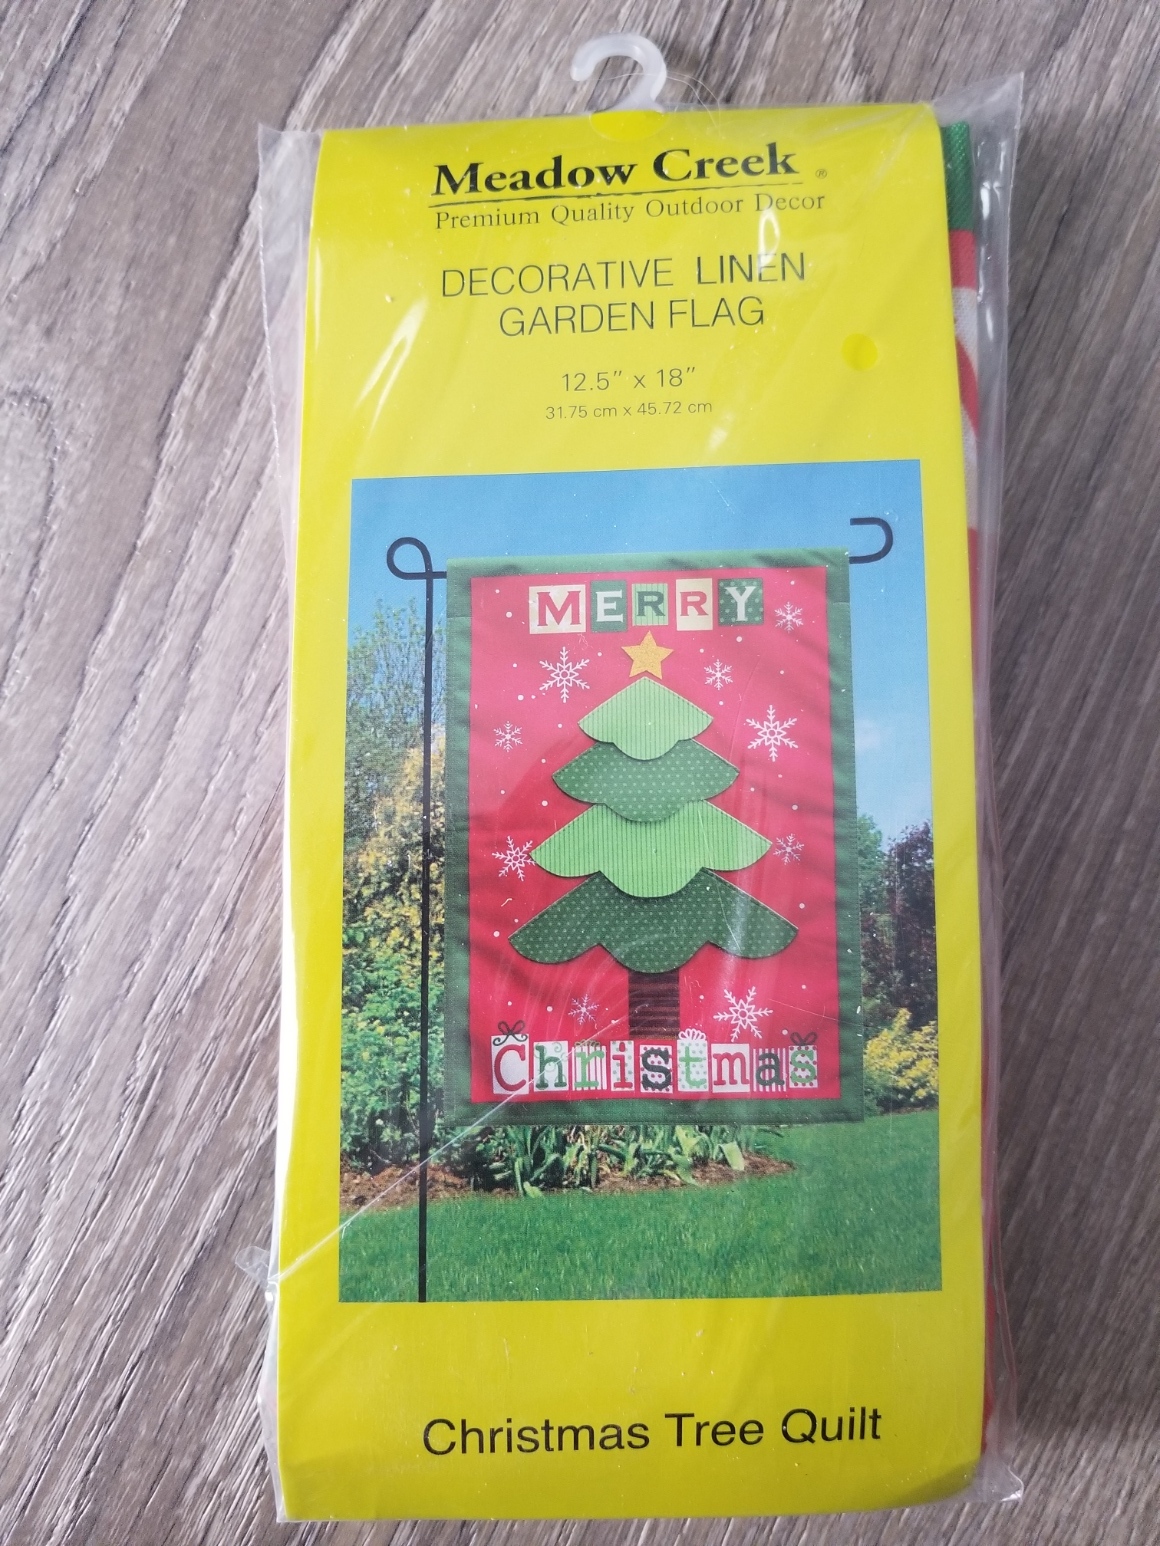 Meadow Creek ®
Premium Quality Outdoor Decor
DECORATIVE LINEN
GARDEN FLAG
12.5" x 18"
31.75 cm x 45.72 cm
MERRY
Christmas
Christmas Tree Quilt